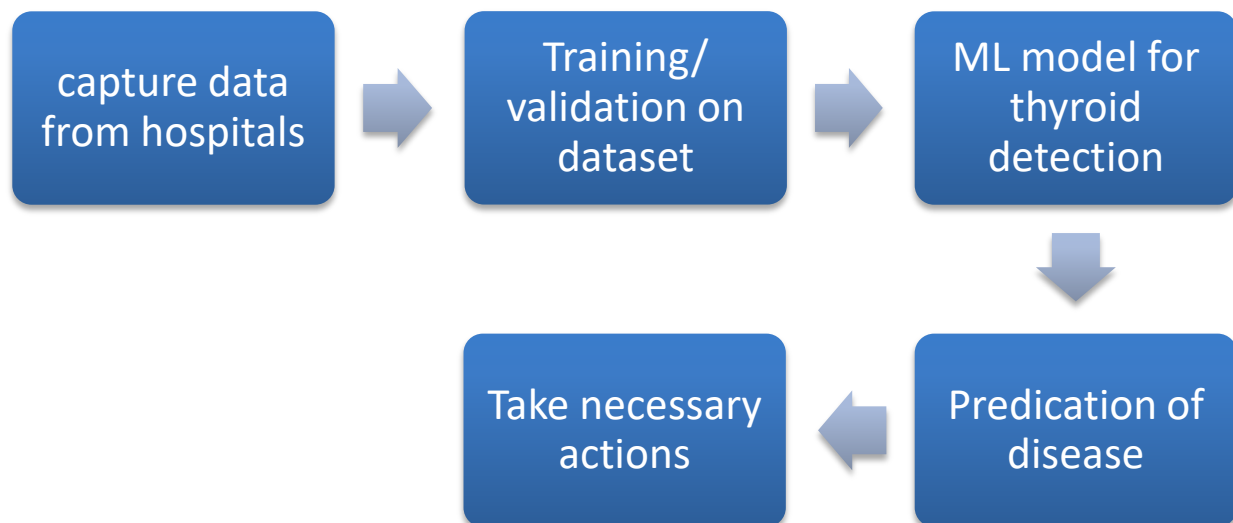 capture data
from hospitals
Training/
validation on
dataset
ML model for
thyroid
detection
Predication of
disease
Take necessary
actions